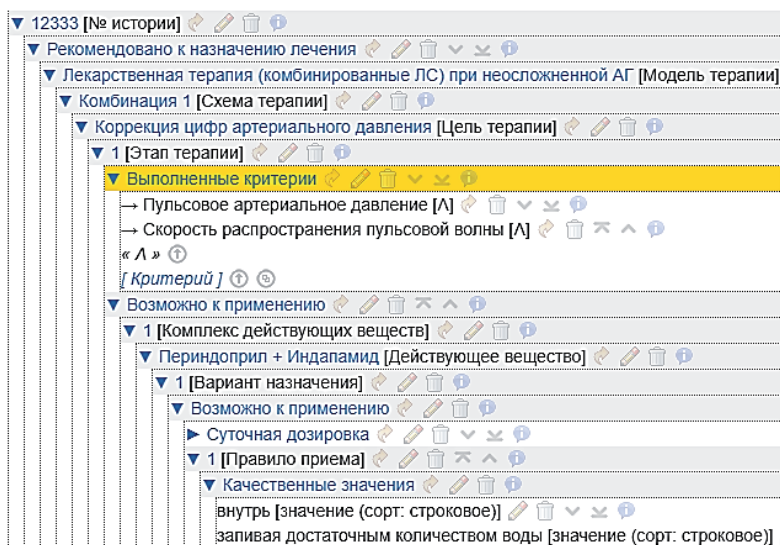 ▼ 12333 [№ истории]
▼ Рекомендовано к назначению лечения
▼ Лекарственная терапия (комбинированные ЛС) при неосложненной АГ [Модель терапии]
▼ Комбинация 1 [Схема терапии]
▼ Коррекция цифр артериального давления [Цель терапии]
▼ 1 [Этап терапии]
▼ Выполненные критерии
→ Пульсовое артериальное давление [Λ]
→ Скорость распространения пульсовой волны [Λ]
« Λ »
[ Критерий ]
▼ Возможно к применению
▼ 1 [Комплекс действующих веществ]
▼ Периндоприл + Индапамид [Действующее вещество]
▼ 1 [Вариант назначения]
▼ Возможно к применению
► Суточная дозировка
▼ 1 [Правило приема]
▼ Качественные значения
внутрь [значение (сорт: строковое)]
запивая достаточным количеством воды [значение (сорт: строковое)]